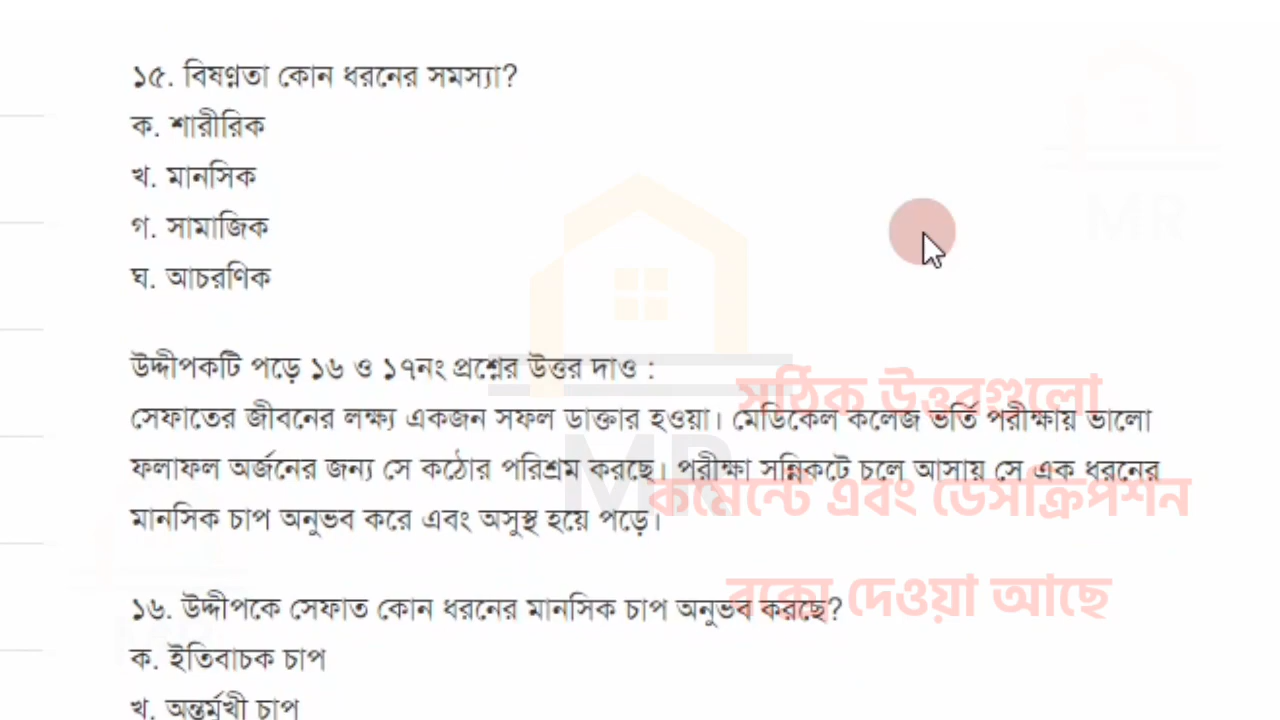 ১৫. বিষণ্ণতা কোন ধরনের সমস্যা?
ক. শারীরিক
খ. মানসিক
গ. সামাজিক
ঘ. আচরণিক
উদ্দীপকটি পড়ে ১৬ ও ১৭নং প্রশ্নের উত্তর দাও :
সেফাতের জীবনের লক্ষ্য একজন সফল ডাক্তার হওয়া। মেডিকেল কলেজ ভর্তি পরীক্ষায় ভালো
ফলাফল অর্জনের জন্য সে কঠোর পরিশ্রম করছে। পরীক্ষা সন্নিকটে চলে আসায় সে এক ধরনের
মানসিক চাপ অনুভব করে এবং অসুস্থ হয়ে পড়ে।
১৬. উদ্দীপকে সেফাত কোন ধরনের মানসিক চাপ অনুভব করছে?
ক. ইতিবাচক চাপ
খ. অন্তর্মুখী চাপ
সঠিক উত্তরগুলো
কমেন্টে এবং ডেসক্রিপশন
বক্সে দেওয়া আছে
MR
MR